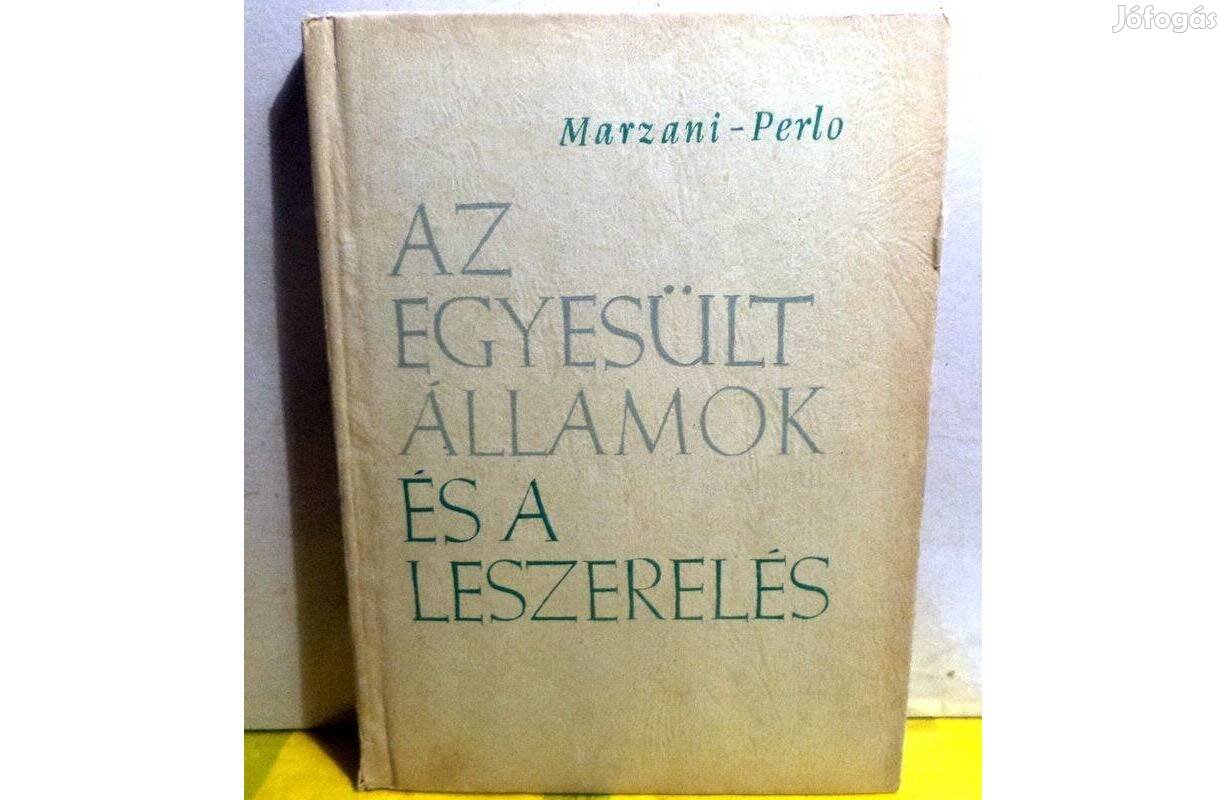 Jófogás
Marzani - Perlo
AZ
EGYESÜLT
ÁLLAMOK
ÉS A
LESZERELÉS